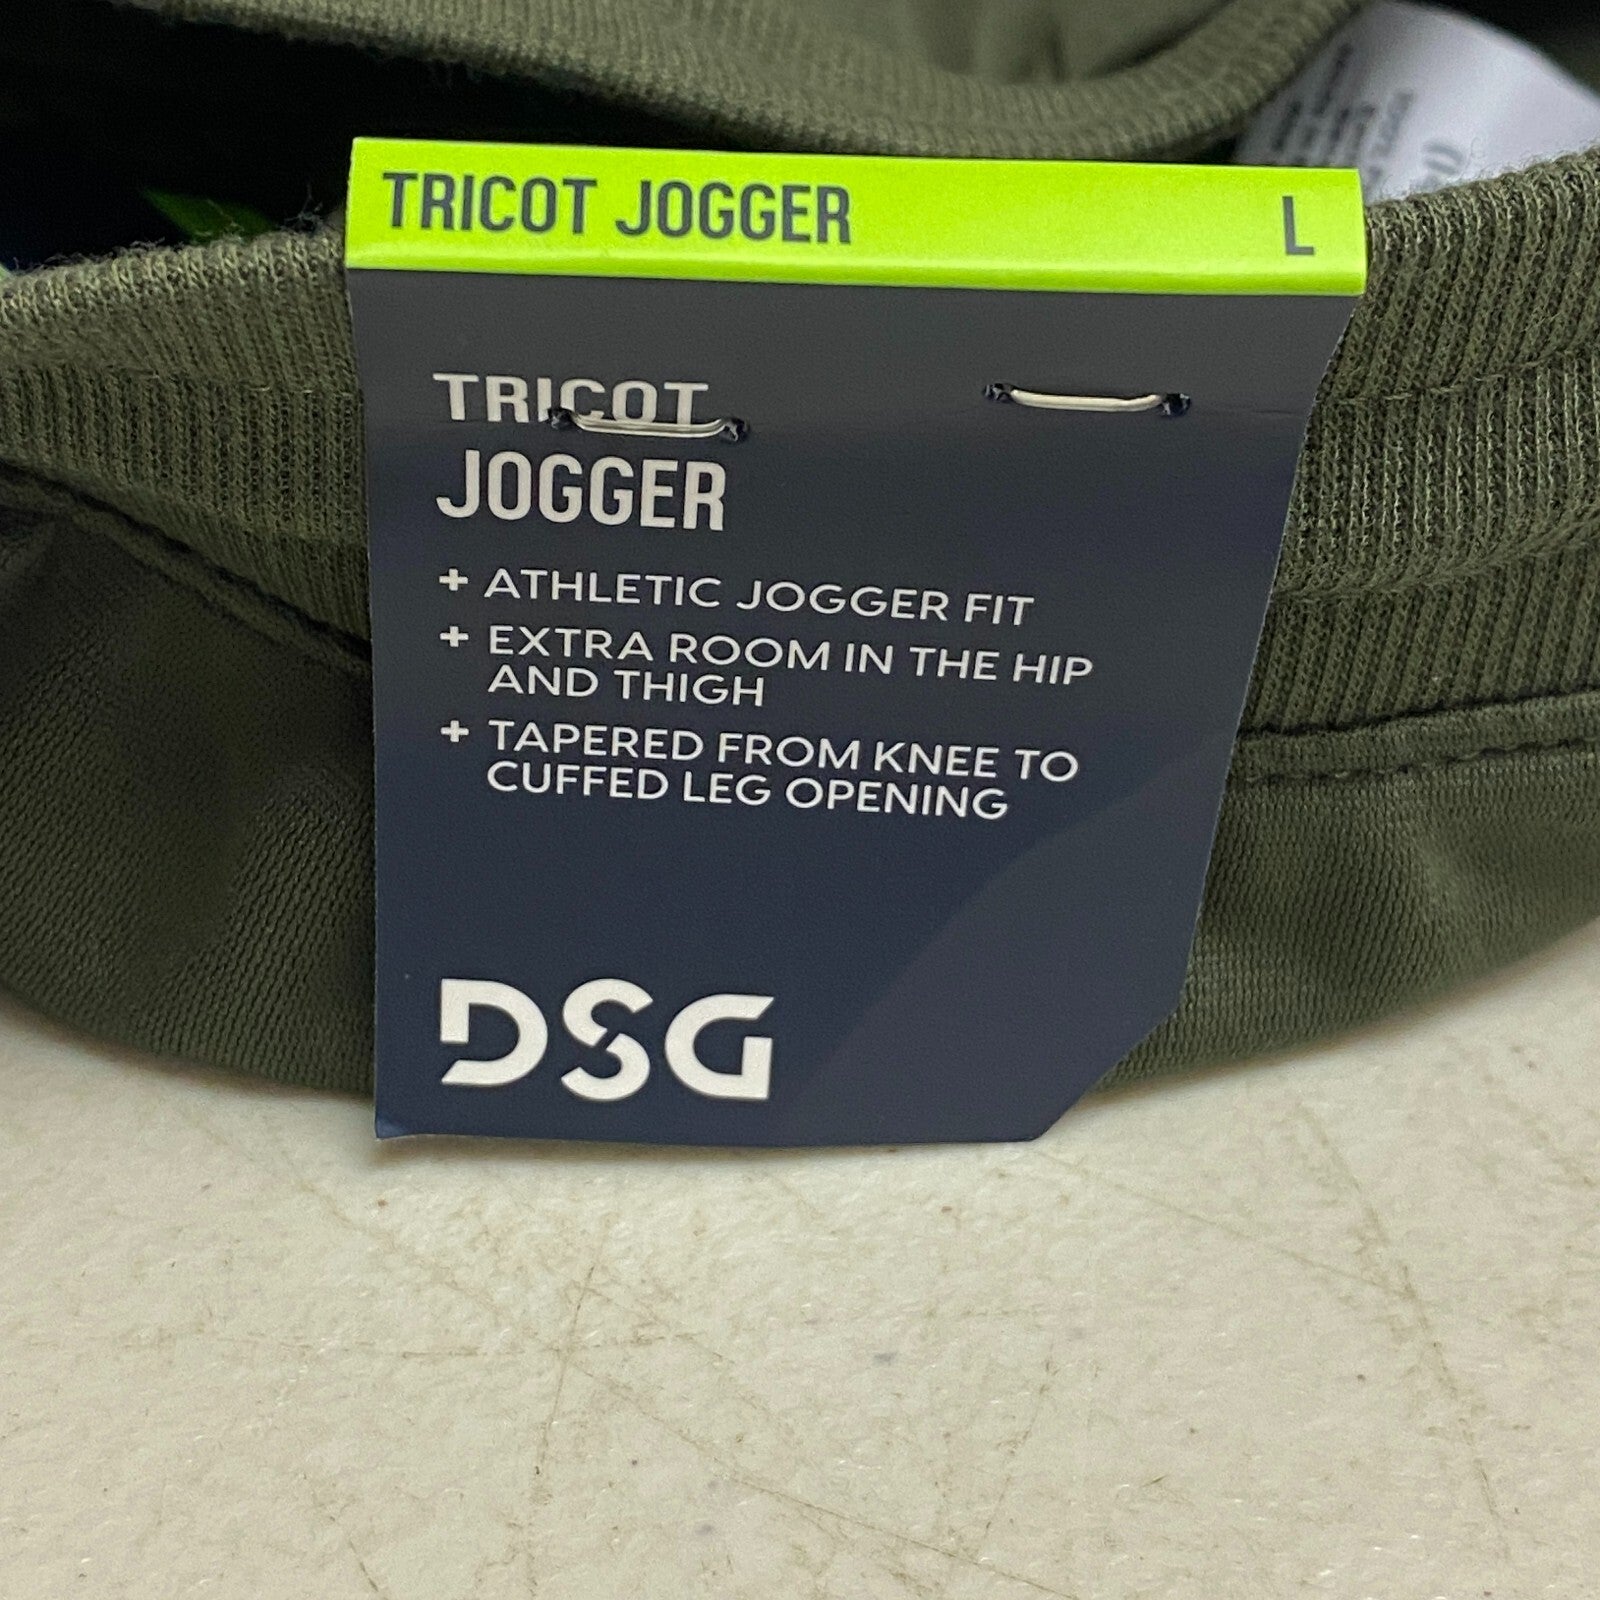 TRICOT JOGGER L
TRICOT
JOGGER
+ ATHLETIC JOGGER FIT
+ EXTRA ROOM IN THE HIP
AND THIGH
+ TAPERED FROM KNEE TO
CUFFED LEG OPENING
DSG